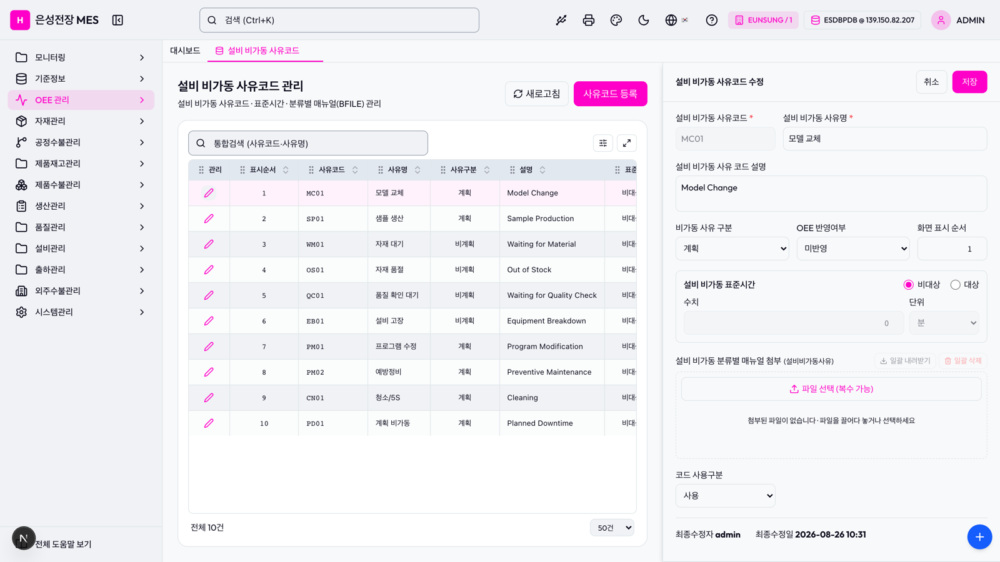 H 은성전장 MES
검색 (Ctrl+K)
EUNSUNG / 1
ESDBPDB @ 139.150.82.207
ADMIN
모니터링
기준정보
OEE 관리
자재관리
공정수불관리
제품재고관리
제품수불관리
생산관리
품질관리
설비관리
출하관리
외주수불관리
시스템관리
N
전체 도움말 보기
대시보드
설비 비가동 사유코드
설비 비가동 사유코드 관리
설비 비가동 사유코드 · 표준시간 · 분류별 매뉴얼(BFILE) 관리
새로고침
사유코드 등록
통합검색 (사유코드·사유명)
관리 표시순서 사유코드 사유명 사유구분 설명 표준
1 MC01 모델 교체 계획 Model Change 비대상
2 SP01 샘플 생산 계획 Sample Production 비대상
3 WM01 자재 대기 비계획 Waiting for Material 비대상
4 OS01 자재 품절 비계획 Out of Stock 비대상
5 QC01 품질 확인 대기 비계획 Waiting for Quality Check 비대상
6 EB01 설비 고장 비계획 Equipment Breakdown 비대상
7 PM01 프로그램 수정 계획 Program Modification 비대상
8 PM02 예방정비 계획 Preventive Maintenance 비대상
9 CN01 청소/5S 계획 Cleaning 비대상
10 PD01 계획 비가동 계획 Planned Downtime 비대상
전체 10건
50건
설비 비가동 사유코드 수정
취소
저장
설비 비가동 사유코드 * 설비 비가동 사유명 *
MC01 모델 교체
설비 비가동 사유 코드 설명
Model Change
비가동 사유 구분 OEE 반영여부 화면 표시 순서
계획 미반영 1
설비 비가동 표준시간 비대상 대상
수치 단위
0 분
설비 비가동 분류별 매뉴얼 첨부 (설비비가동사유) 일괄 내려받기 일괄 삭제
파일 선택 (복수 가능)
첨부된 파일이 없습니다 · 파일을 끌어다 놓거나 선택하세요
코드 사용구분
사용
최종수정자 admin 최종수정일 2026-08-26 10:31